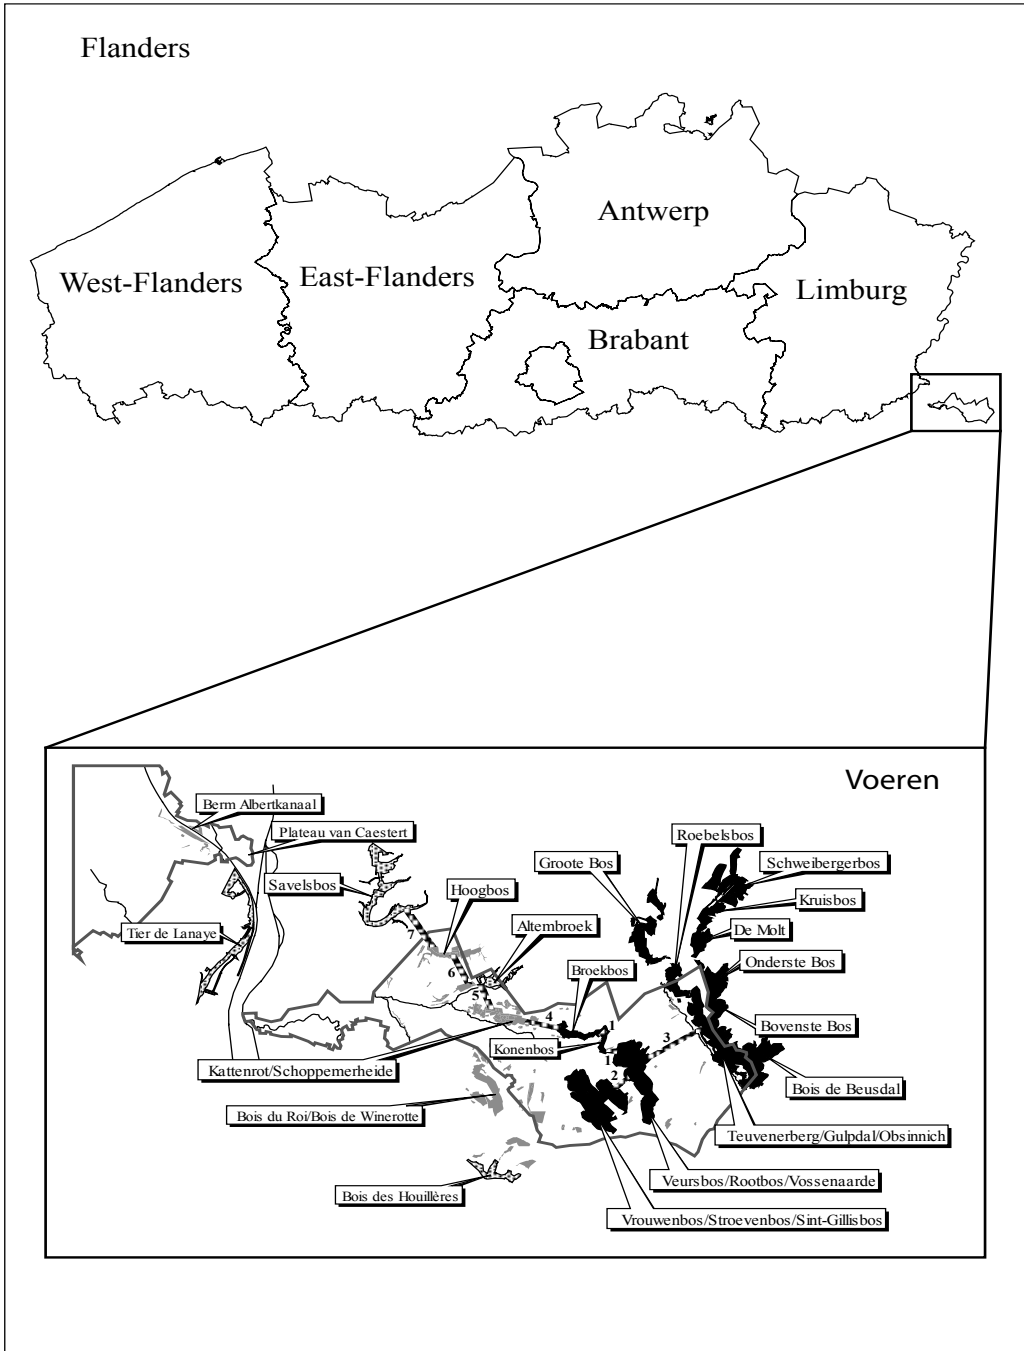 Flanders
Antwerp
West-Flanders
East-Flanders
Limburg
Brabant
Voeren
Berm Albertkanaal
Plateau van Caestert
Roebelsbos
Groote Bos
Schweibergerbos
Savelsbos
Hoogbos
Kruisbos
Altembroek
De Molt
Tier de Lanaye
7
Broekbos
Onderste Bos
6
5
4
1
Bovenste Bos
Konenbos
3
1
2
Kattenrot/Schoppemerheide
Bois de Beusdal
Bois du Roi/Bois de Winerotte
Teuvenerberg/Gulpdal/Obsinnich
Veursbos/Rootbos/Vossenaarde
Bois des Houillères
Vrouwenbos/Stroevenbos/Sint-Gillisbos